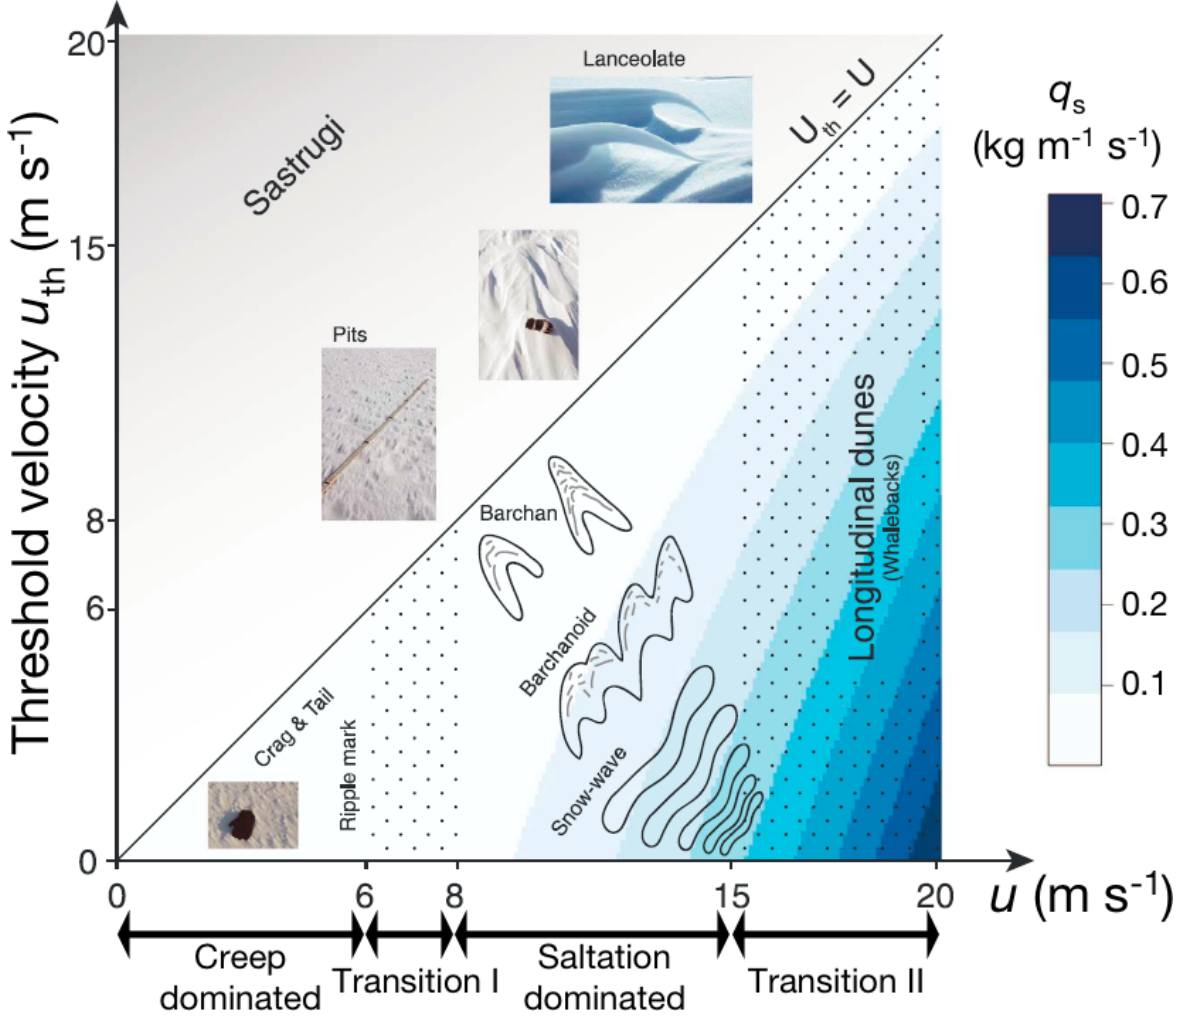 Threshold velocity u_th (m s⁻¹)
20
15
8
6
0
Sastrugi
Lanceolate
U_th = U
Pits
Barchan
Barchanoid
Crag & Tail
Ripple mark
Snow-wave
Longitudinal dunes
(Whalebacks)
q_s
(kg m⁻¹ s⁻¹)
0.7
0.6
0.5
0.4
0.3
0.2
0.1
0
6
8
15
20
u (m s⁻¹)
Creep
dominated
Transition I
Saltation
dominated
Transition II